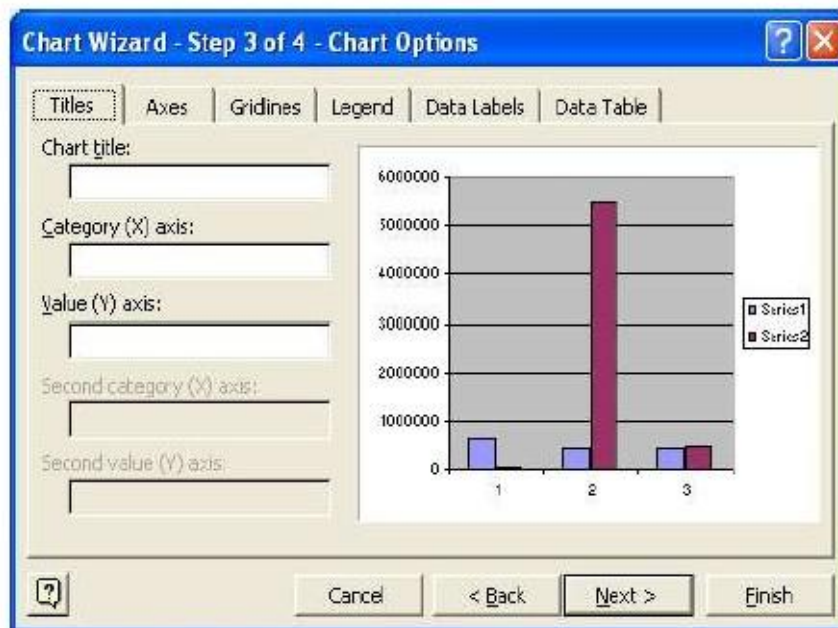 Chart Wizard - Step 3 of 4 - Chart Options
Titles Axes Gridlines Legend Data Labels Data Table
Chart title:
Category (X) axis:
Value (Y) axis:
Second category (X) axis:
Second value (Y) axis:
6000000
5000000
4000000
3000000
2000000
1000000
0
1 2 3
Series1
Series2
Cancel < Back Next > Finish